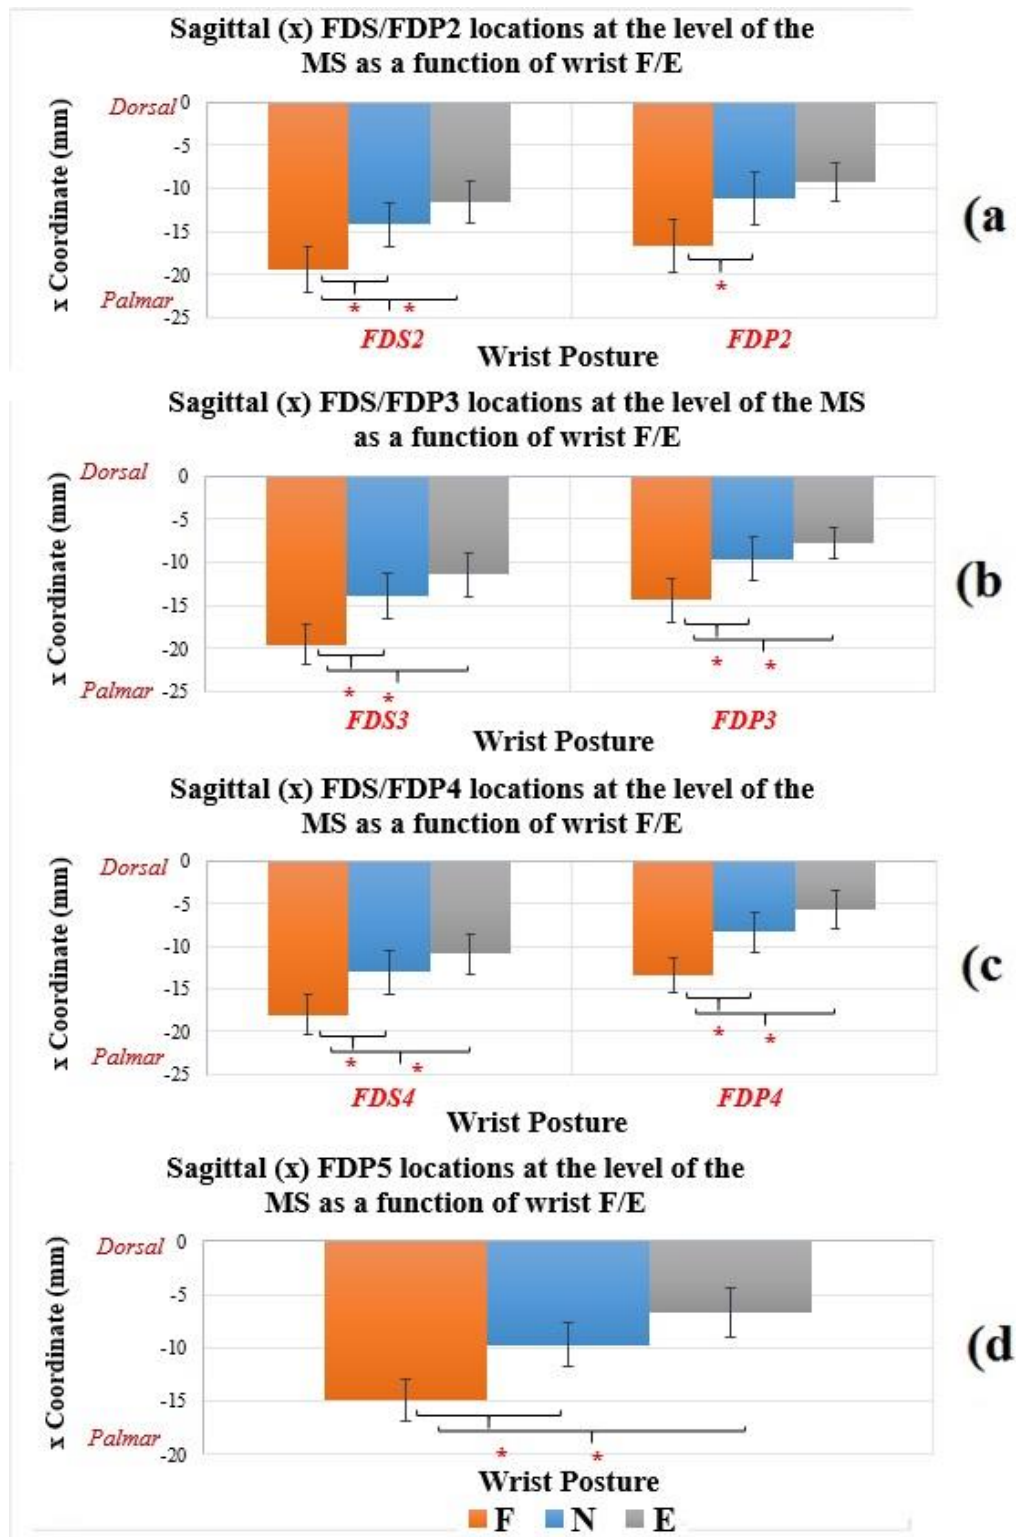 Sagittal (x) FDS/FDP2 locations at the level of the
MS as a function of wrist F/E
x Coordinate (mm)
Dorsal
0
-5
-10
-15
-20
Palmar
-25
* *
*
FDS2
FDP2
Wrist Posture
(a
Sagittal (x) FDS/FDP3 locations at the level of the MS
as a function of wrist F/E
x Coordinate (mm)
Dorsal
0
-5
-10
-15
-20
Palmar
-25
* *
* *
FDS3
FDP3
Wrist Posture
(b
Sagittal (x) FDS/FDP4 locations at the level of the
MS as a function of wrist F/E
x Coordinate (mm)
Dorsal
0
-5
-10
-15
-20
Palmar
-25
* *
* *
FDS4
FDP4
Wrist Posture
(c
Sagittal (x) FDP5 locations at the level of the
MS as a function of wrist F/E
x Coordinate (mm)
Dorsal
0
-5
-10
-15
Palmar
-20
* *
Wrist Posture
F N E
(d